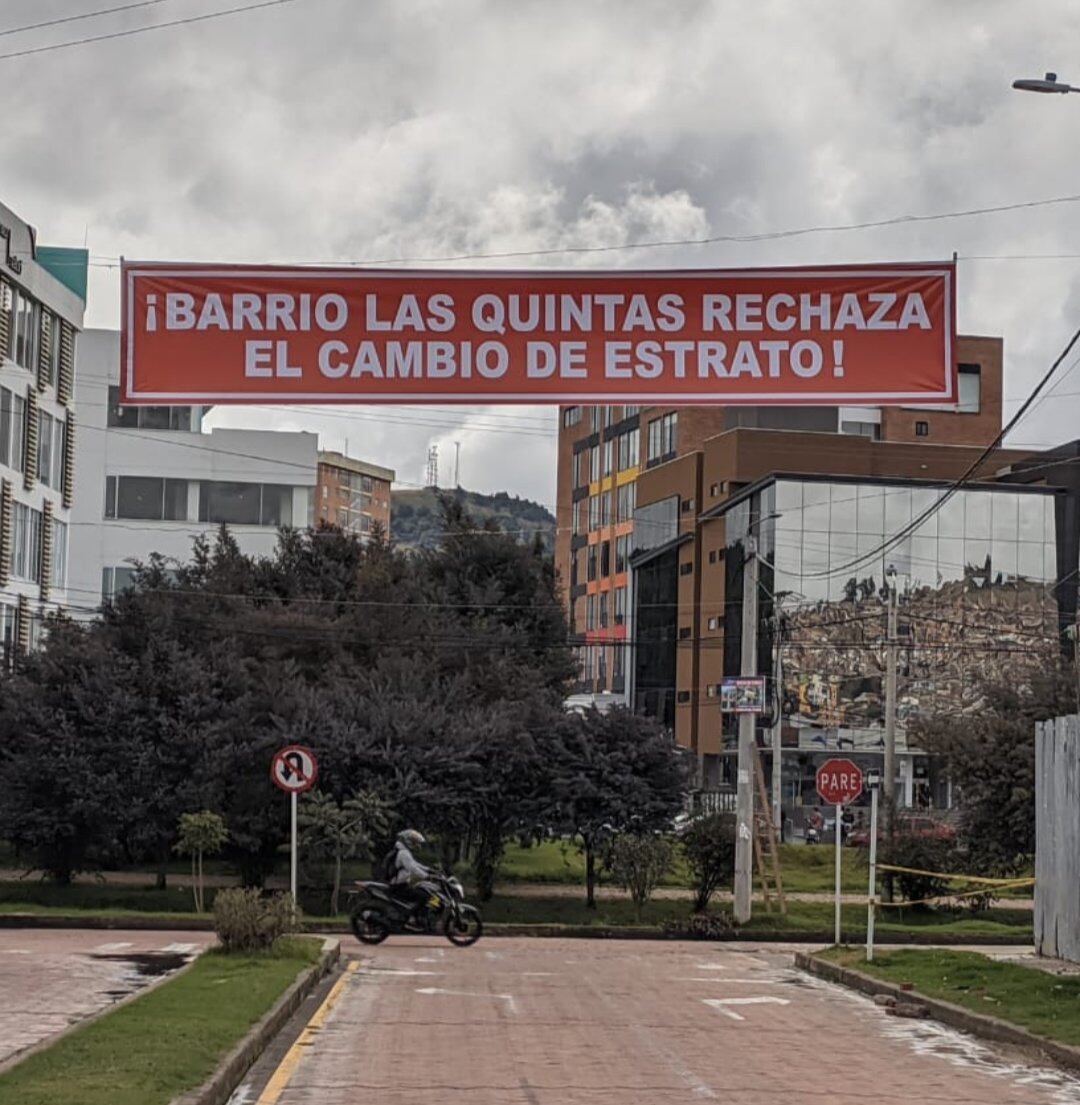 ¡BARRIO LAS QUINTAS RECHAZA
EL CAMBIO DE ESTRATO!
PARE